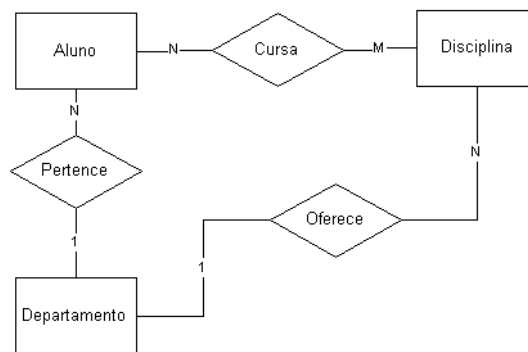 Aluno
N
Cursa
M
Disciplina
N
N
Pertence
Oferece
1
1
Departamento